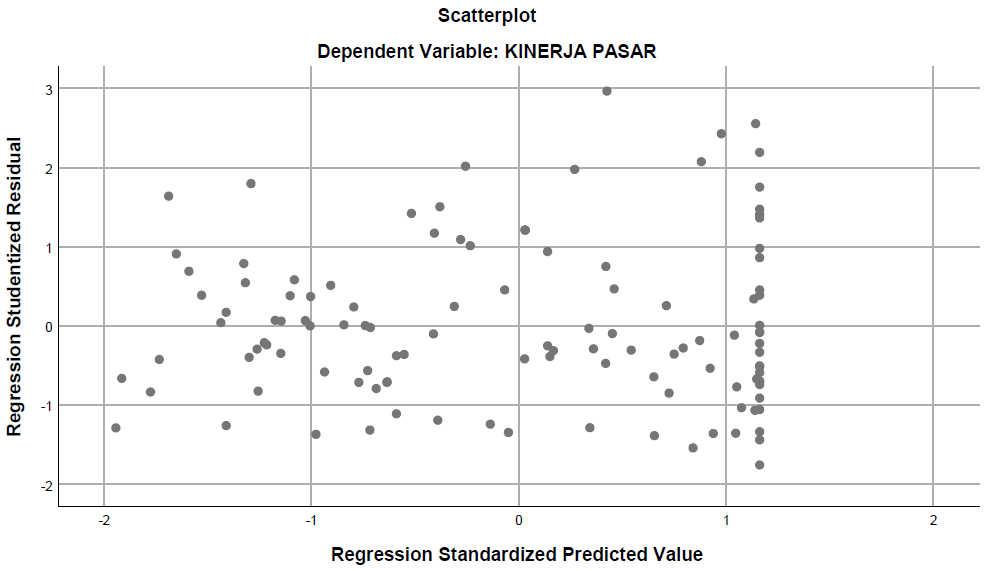 Scatterplot
Dependent Variable: KINERJA PASAR
Regression Studentized Residual
3
2
1
0
-1
-2
-2
-1
0
1
2
Regression Standardized Predicted Value